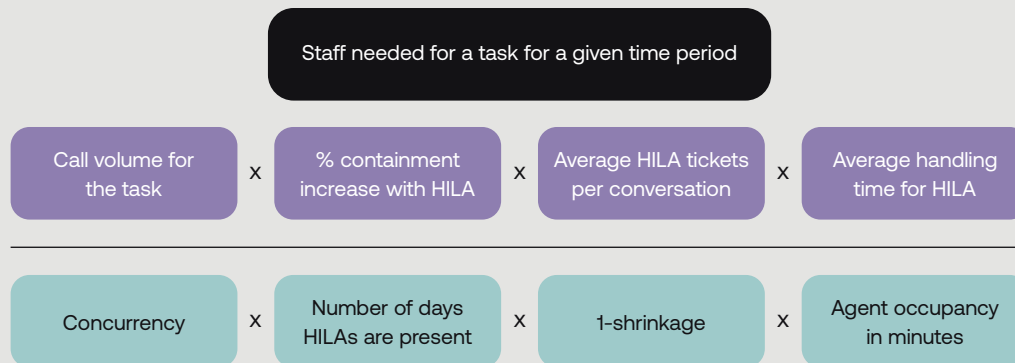 Staff needed for a task for a given time period
Call volume for
the task
x
% containment
increase with HILA
x
Average HILA tickets
per conversation
x
Average handling
time for HILA
Concurrency
x
Number of days
HILAs are present
x
1-shrinkage
x
Agent occupancy
in minutes